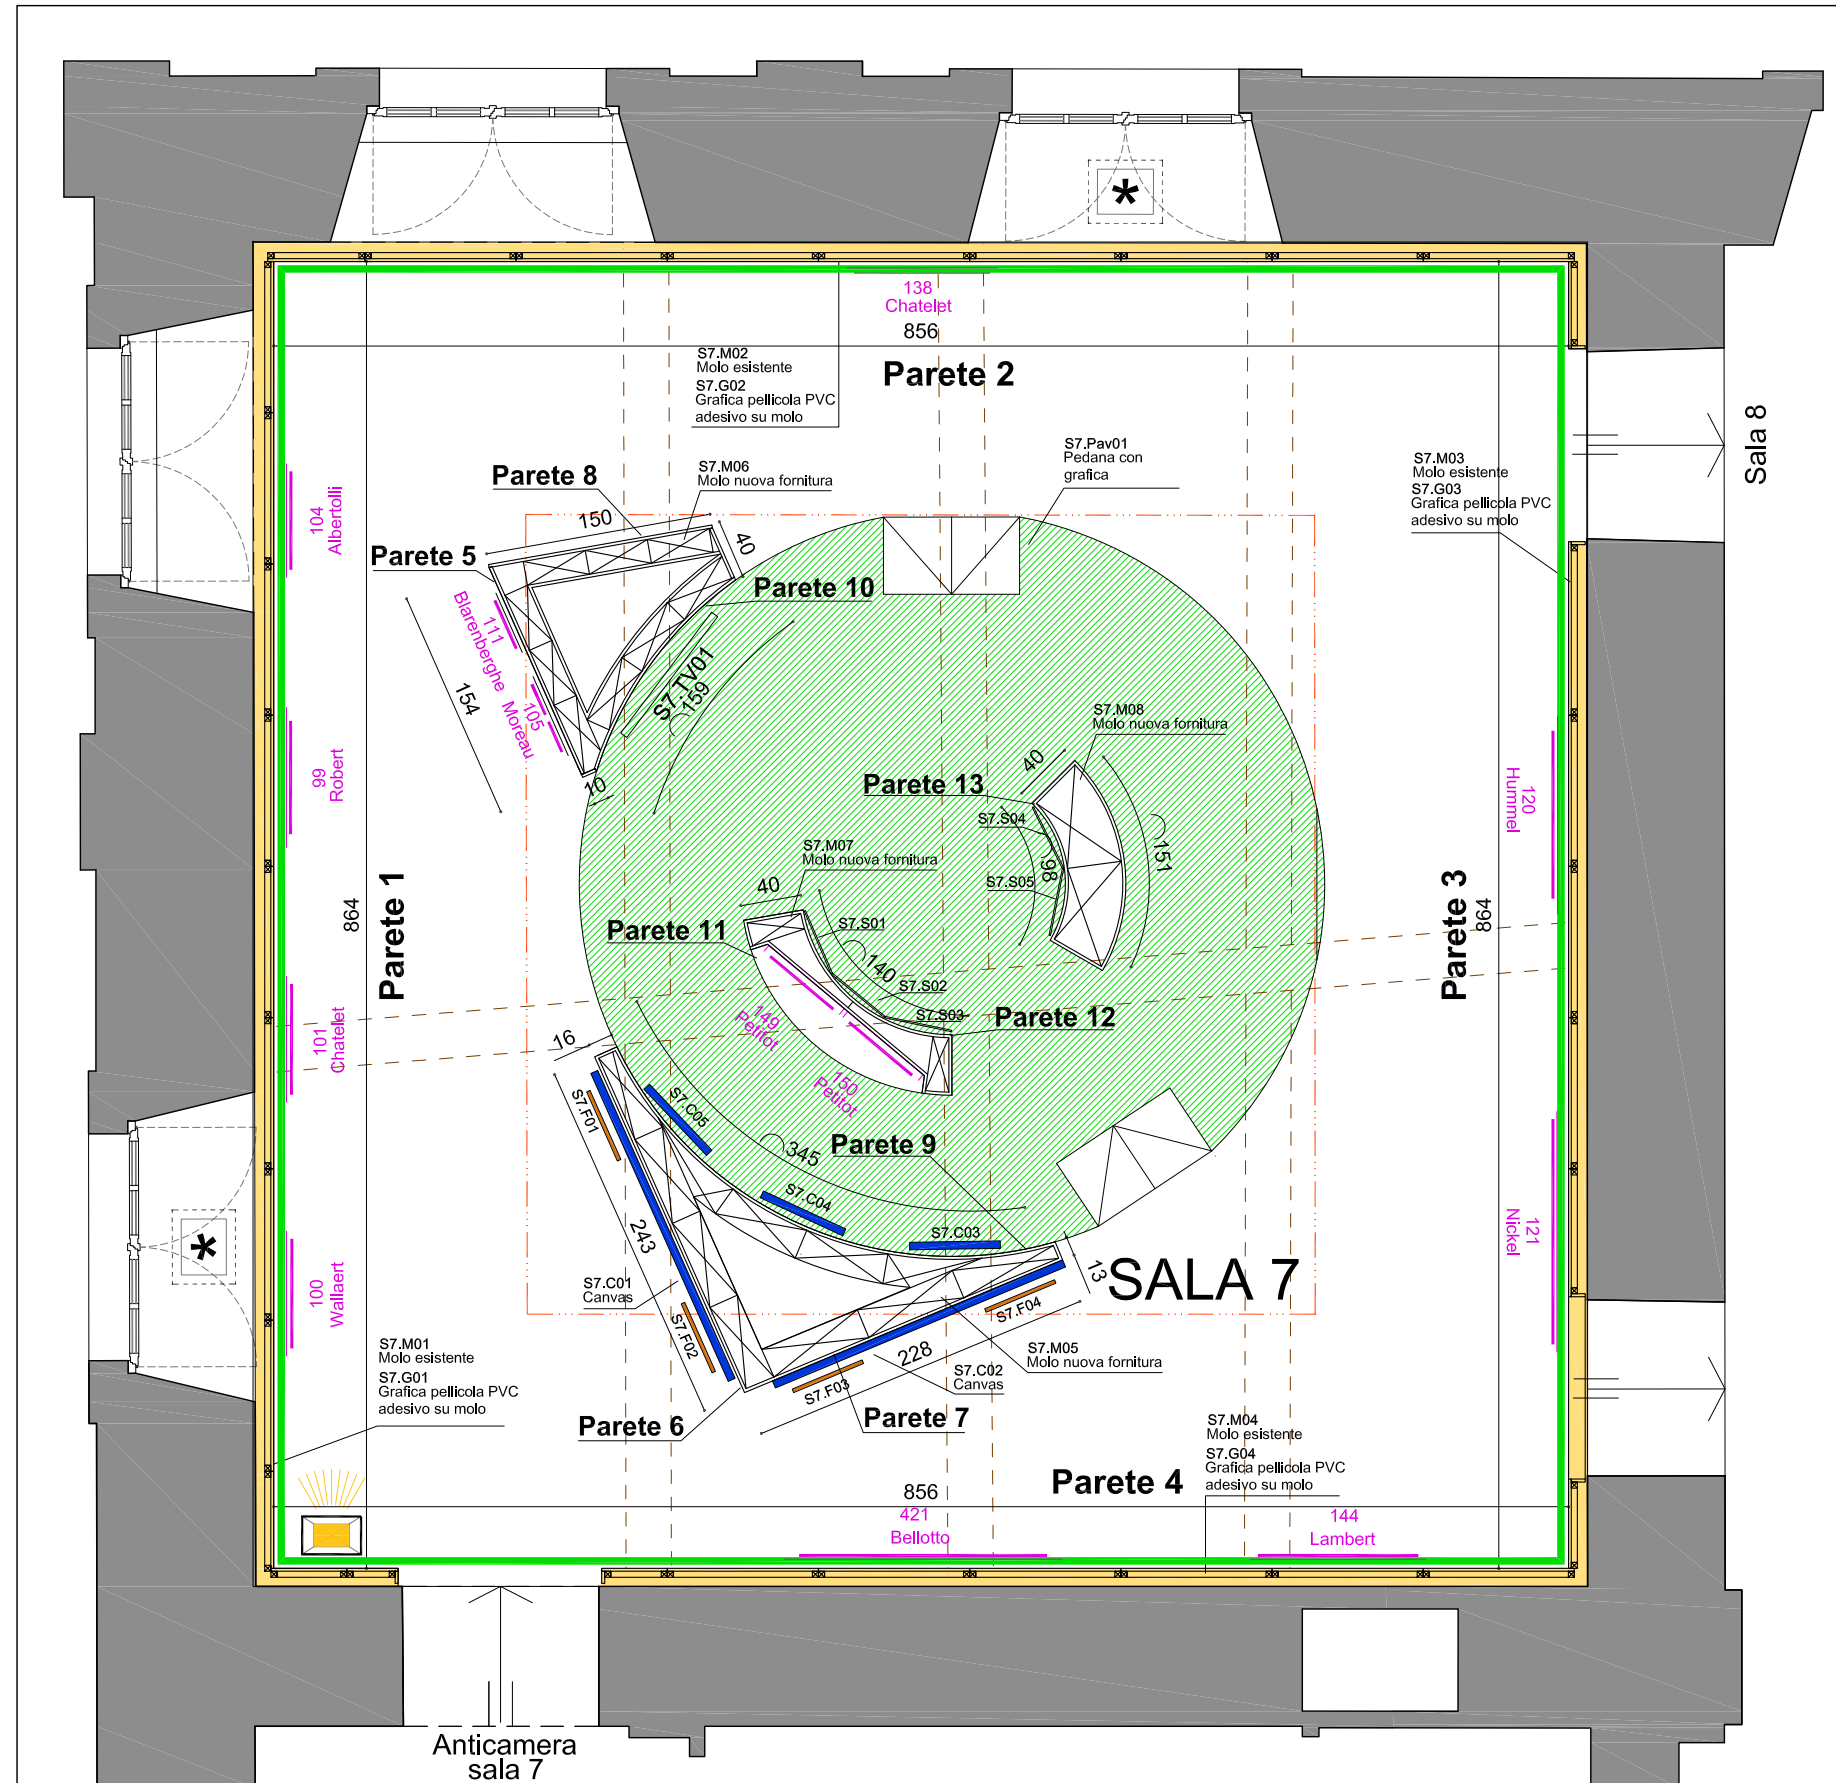 138
Chatelet
856
Parete 2
S7.M02
Molo esistente
S7.G02
Grafica pellicola PVC
adesivo su molo
S7.Pav01
Pedana con
grafica
S7.M03
Molo esistente
S7.G03
Grafica pellicola PVC
adesivo su molo
Sala 8
*
Parete 8
S7.M06
Molo nuova fornitura
150
40
Parete 5
Parete 10
104
Albertolli
111
Blarenberghe
105
Moreau
154
10
S7.TV01
159
99
Robert
S7.M08
Molo nuova fornitura
40
Parete 13
S7.S04
98
S7.S05
151
120
Hummel
S7.M07
Molo nuova fornitura
40
Parete 11
S7.S01
140
S7.S02
S7.S03
Parete 12
149
Petitot
150
Petitot
864
Parete 1
Parete 3
864
101
Chatelet
16
S7.F01
S7.C05
345
Parete 9
S7.C04
S7.C03
243
S7.C01
Canvas
S7.F02
13
SALA 7
S7.F04
228
S7.M05
Molo nuova fornitura
S7.C02
Canvas
S7.F03
Parete 6
Parete 7
121
Nickel
*
100
Wallaert
S7.M01
Molo esistente
S7.G01
Grafica pellicola PVC
adesivo su molo
S7.M04
Molo esistente
S7.G04
Grafica pellicola PVC
adesivo su molo
Parete 4
856
421
Bellotto
144
Lambert
Anticamera
sala 7